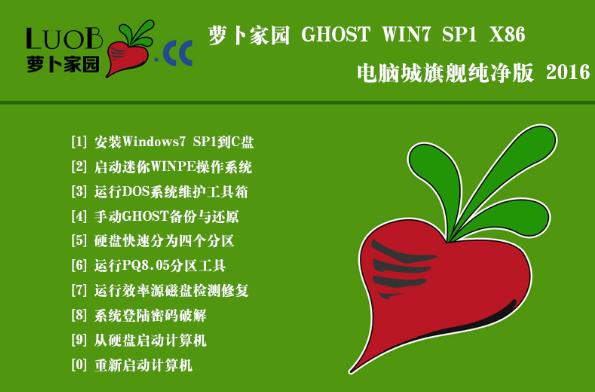 LUOB
萝卜家园
.CC
萝卜家园 GHOST WIN7 SP1 X86
电脑城旗舰纯净版 2016
[1] 安装Windows7 SP1到C盘
[2] 启动迷你WINPE操作系统
[3] 运行DOS系统维护工具箱
[4] 手动GHOST备份与还原
[5] 硬盘快速分为四个分区
[6] 运行PQ8.05分区工具
[7] 运行效率源磁盘检测修复
[8] 系统登陆密码破解
[9] 从硬盘启动计算机
[0] 重新启动计算机